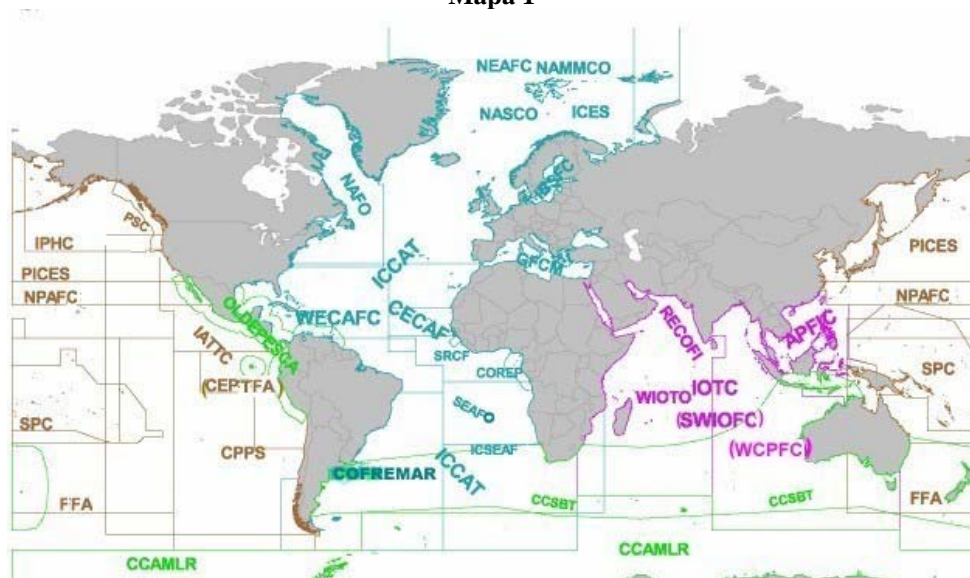 Mapa 1
NEAFC NAMMCO
NASCO ICES
NAFO
BSFC
PSC
IPHC
PICES
PICES
GFCM
ICCAT
NPAFC
NPAFC
OLDEPESCA
WECAFC
CECAF
RECOFI
APFIC
IATTC
SRCF
COREP
SPC
(CEPTFA)
WIOTO IOTC
SEAFO
(SWIOFC)
SPC
CPPS
ICSEAF
(WCPFC)
COFREMAR
ICCAT
FFA
CCSBT
CCSBT
FFA
CCAMLR
CCAMLR